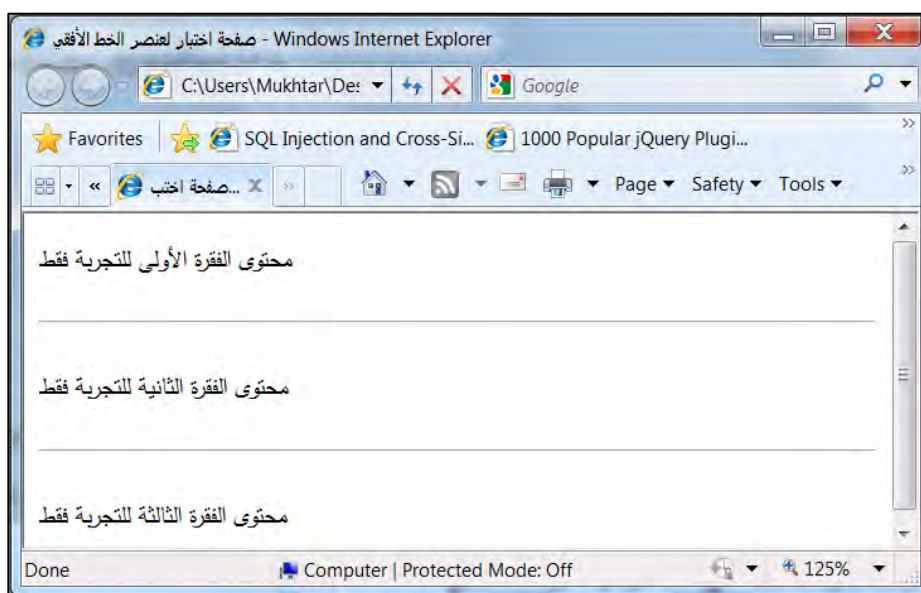 صفحة اختبار لعنصر الخط الأفقي - Windows Internet Explorer
C:\Users\Mukhtar\Des Google
Favorites SQL Injection and Cross-Si... 1000 Popular jQuery Plugi...
صفحة اختب... Page Safety Tools
محتوى الفقرة الأولى للتجربة فقط
محتوى الفقرة الثانية للتجربة فقط
محتوى الفقرة الثالثة للتجربة فقط
Done Computer | Protected Mode: Off 125%